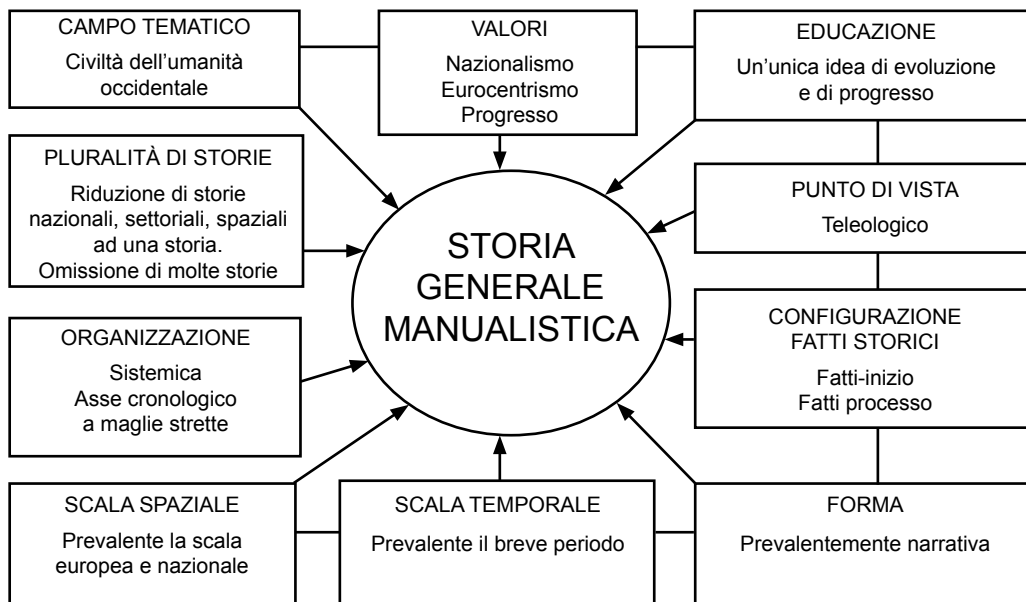 CAMPO TEMATICO
Civiltà dell’umanità
occidentale
VALORI
Nazionalismo
Eurocentrismo
Progresso
EDUCAZIONE
Un’unica idea di evoluzione
e di progresso
PLURALITÀ DI STORIE
Riduzione di storie
nazionali, settoriali, spaziali
ad una storia.
Omissione di molte storie
STORIA
GENERALE
MANUALISTICA
PUNTO DI VISTA
Teleologico
ORGANIZZAZIONE
Sistemica
Asse cronologico
a maglie strette
CONFIGURAZIONE
FATTI STORICI
Fatti-inizio
Fatti processo
SCALA SPAZIALE
Prevalente la scala
europea e nazionale
SCALA TEMPORALE
Prevalente il breve periodo
FORMA
Prevalentemente narrativa